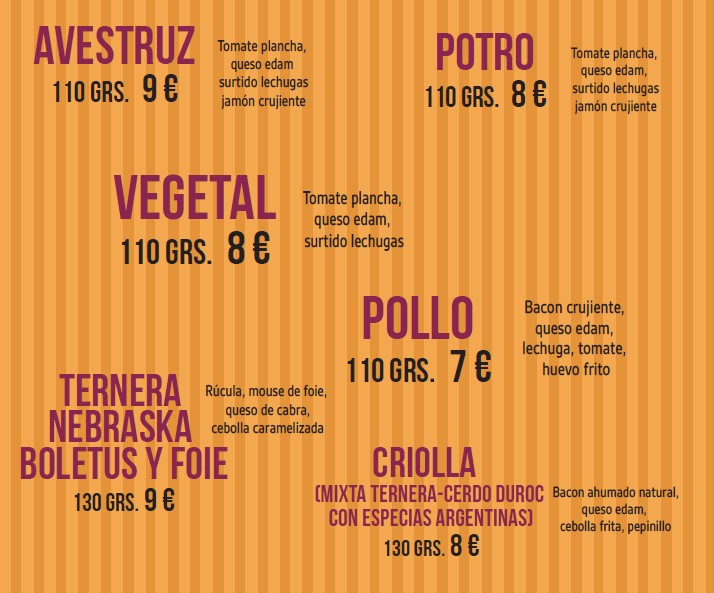 AVESTRUZ
110 GRS. 9 €
Tomate plancha,
queso edam
surtido lechugas
jamón crujiente
POTRO
110 GRS. 8 €
Tomate plancha,
queso edam,
surtido lechugas
jamón crujiente
VEGETAL
110 GRS. 8 €
Tomate plancha,
queso edam,
surtido lechugas
POLLO
110 GRS. 7 €
Bacon crujiente,
queso edam,
lechuga, tomate,
huevo frito
TERNERA
NEBRASKA
BOLETUS Y FOIE
130 GRS. 9 €
Rúcula, mouse de foie,
queso de cabra,
cebolla caramelizada
CRIOLLA
(MIXTA TERNERA-CERDO DUROC
CON ESPECIAS ARGENTINAS)
130 GRS. 8 €
Bacon ahumado natural,
queso edam,
cebolla frita, pepinillo